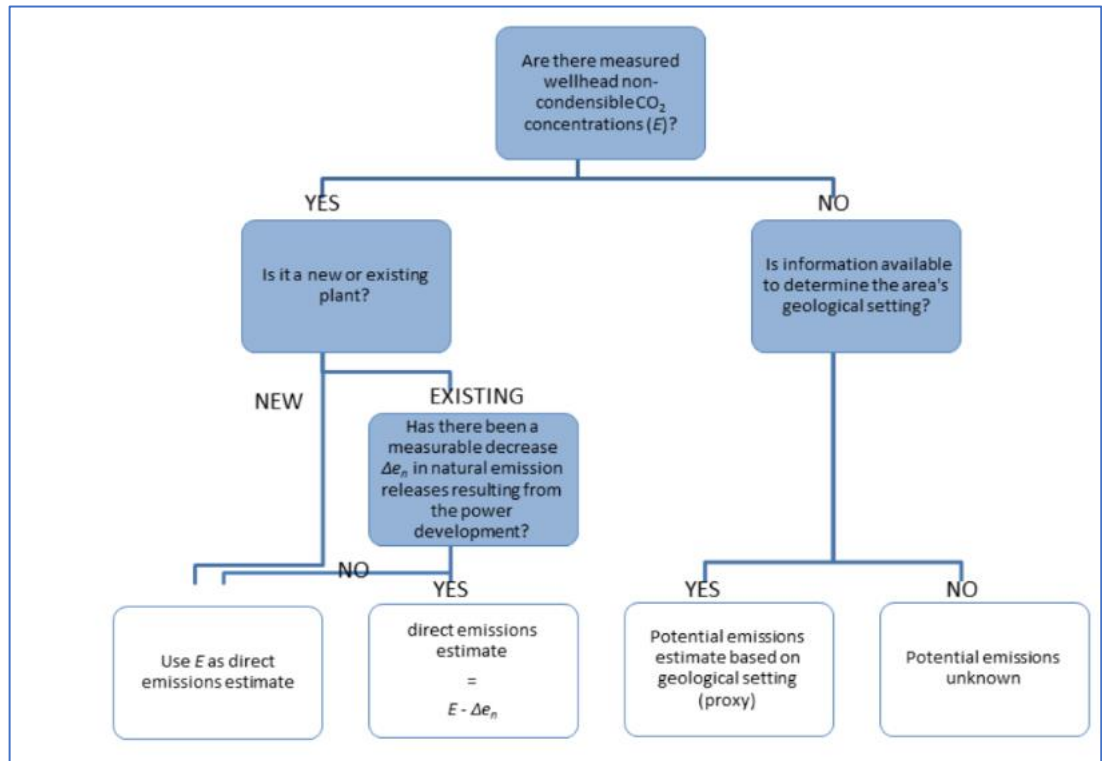 Are there measured
wellhead non-
condensible CO₂
concentrations (E)?
YES
NO
Is it a new or existing
plant?
Is information available
to determine the area's
geological setting?
NEW
EXISTING
Has there been a
measurable decrease
Δeₙ in natural emission
releases resulting from
the power
development?
NO
YES
YES
NO
Use E as direct
emissions estimate
direct emissions
estimate
=
E - Δeₙ
Potential emissions
estimate based on
geological setting
(proxy)
Potential emissions
unknown